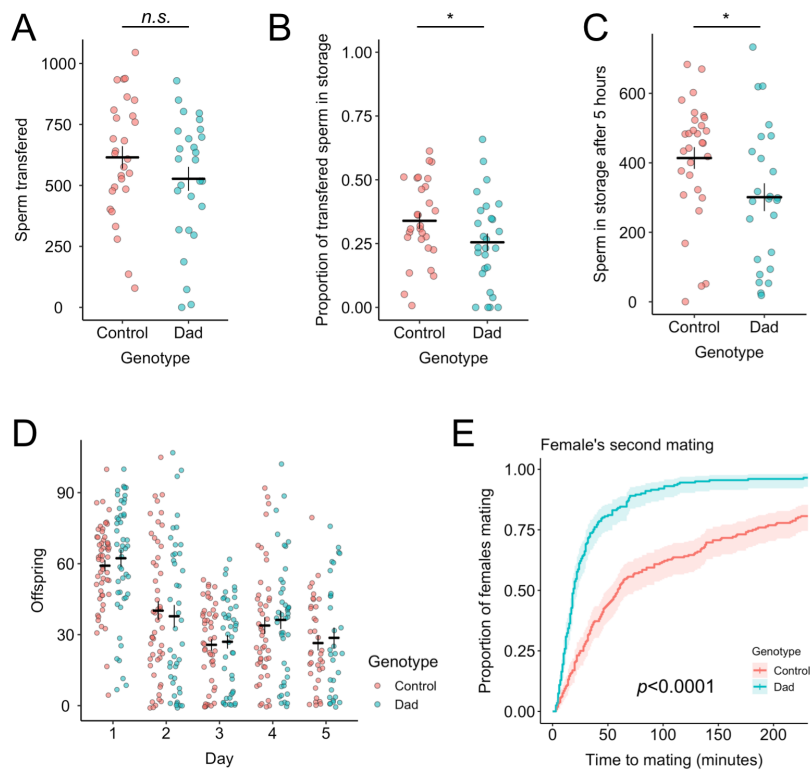 A
n.s.
Sperm transfered
1000
750
500
250
0
Control
Dad
Genotype
B
*
Proportion of transfered sperm in storage
1.00
0.75
0.50
0.25
0.00
Control
Dad
Genotype
C
*
Sperm in storage after 5 hours
600
400
200
0
Control
Dad
Genotype
D
Offspring
90
60
30
0
1
2
3
4
5
Day
Genotype
Control
Dad
E
Female's second mating
Proportion of females mating
1.00
0.75
0.50
0.25
0.00
p<0.0001
Genotype
Control
Dad
0
50
100
150
200
Time to mating (minutes)